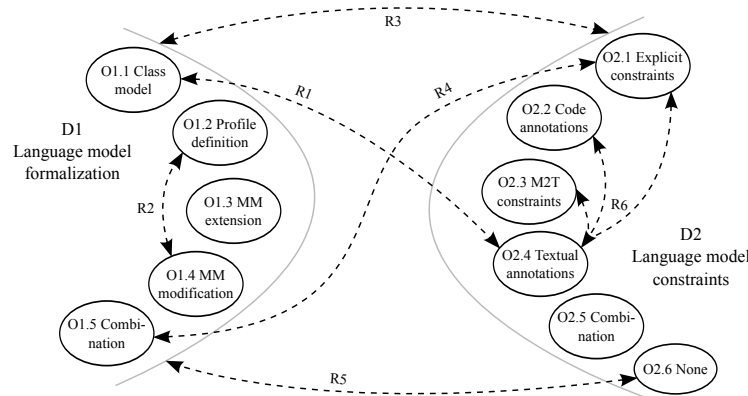 R3
O1.1 Class
model
O2.1 Explicit
constraints
R1
R4
O2.2 Code
annotations
O1.2 Profile
definition
D1
Language model
formalization
O2.3 M2T
constraints
O1.3 MM
extension
R2
R6
O2.4 Textual
annotations
D2
Language model
constraints
O1.4 MM
modification
O1.5 Combi-
nation
O2.5 Combi-
nation
O2.6 None
R5